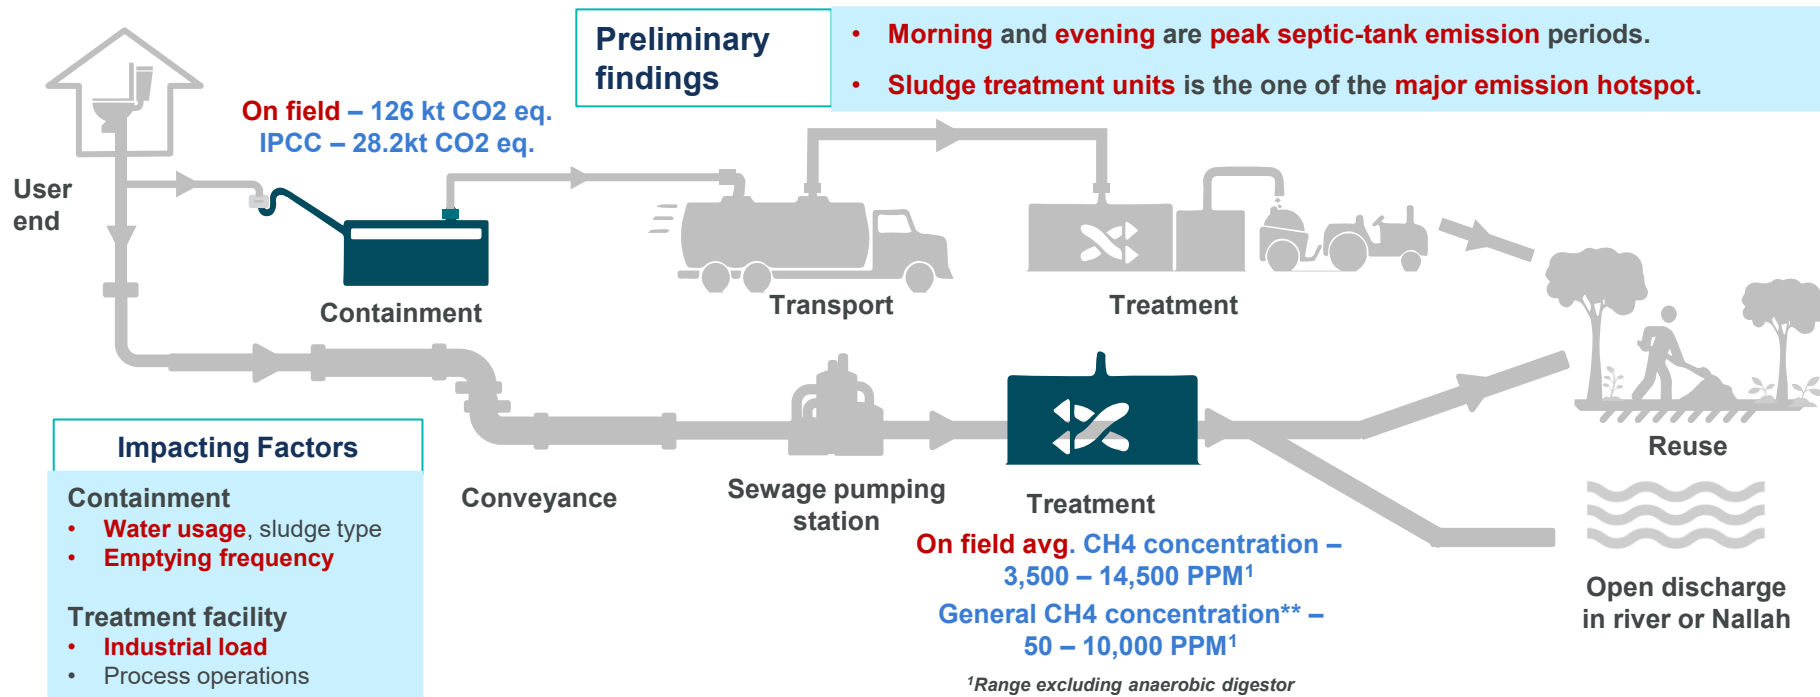 Preliminary
findings
• Morning and evening are peak septic-tank emission periods.
• Sludge treatment units is the one of the major emission hotspot.
On field – 126 kt CO2 eq.
IPCC – 28.2kt CO2 eq.
User
end
Containment
Transport
Treatment
Reuse
Conveyance
Sewage pumping
station
Treatment
On field avg. CH4 concentration –
3,500 – 14,500 PPM¹
General CH4 concentration** –
50 – 10,000 PPM¹
¹Range excluding anaerobic digestor
Open discharge
in river or Nallah
Impacting Factors
Containment
• Water usage, sludge type
• Emptying frequency
Treatment facility
• Industrial load
• Process operations